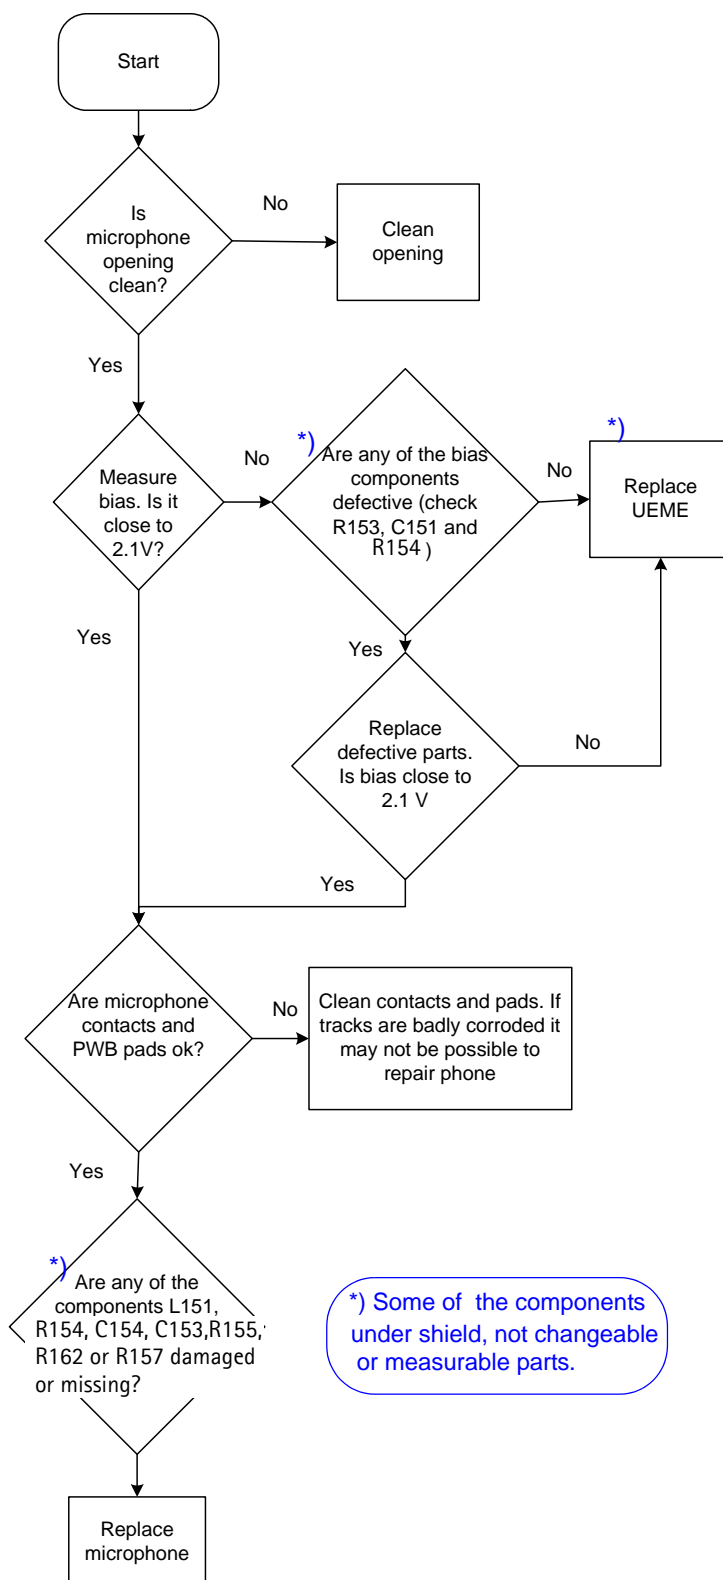 Start
Is
microphone
opening
clean?
No
Clean
opening
Yes
Measure
bias. Is it
close to
2.1V?
No
*)
Are any of the bias
components
defective (check
R153, C151 and
R154 )
No
*)
Replace
UEME
Yes
Yes
Replace
defective parts.
Is bias close to
2.1 V
No
Yes
Are microphone
contacts and
PWB pads ok?
No
Clean contacts and pads. If
tracks are badly corroded it
may not be possible to
repair phone
Yes
*)
Are any of the
components L151,
R154, C154, C153,R155,
R162 or R157 damaged
or missing?
*) Some of the components
under shield, not changeable
or measurable parts.
Replace
microphone